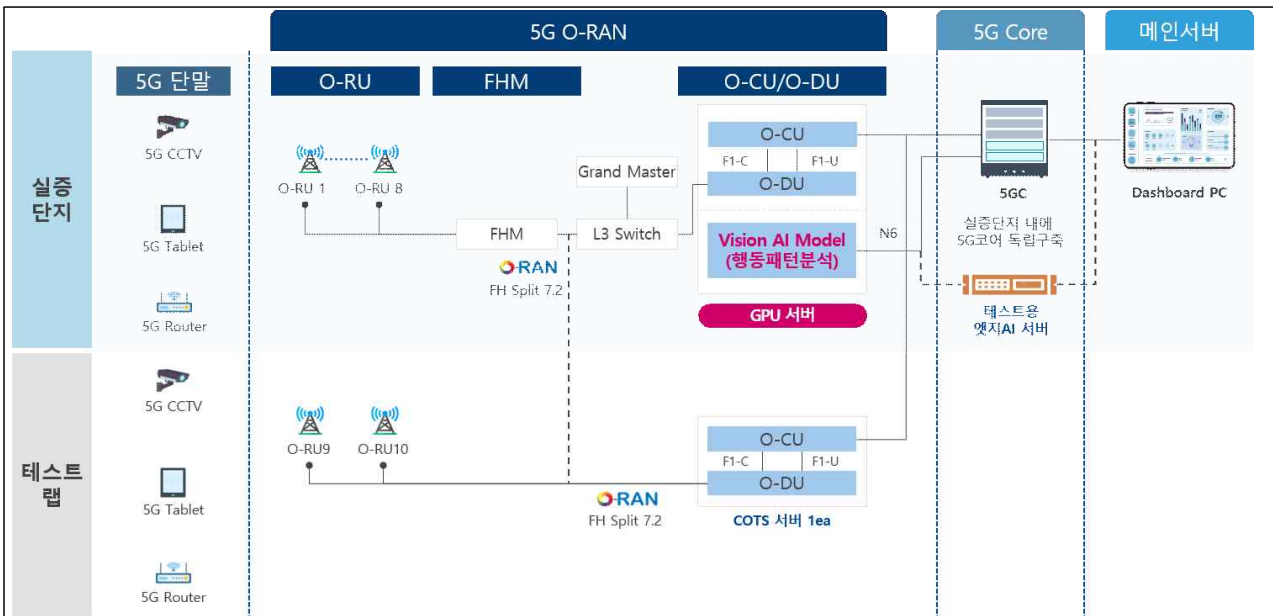 5G O-RAN
5G Core
메인서버
5G 단말
O-RU
FHM
O-CU/O-DU
실증
단지
5G CCTV
5G Tablet
5G Router
O-RU 1
O-RU 8
FHM
O-RAN
FH Split 7.2
Grand Master
L3 Switch
O-CU
F1-C
F1-U
O-DU
Vision AI Model
(행동패턴분석)
GPU 서버
N6
5GC
실증단지 내에
5G코어 독립구축
테스트용
엣지AI 서버
Dashboard PC
테스트
랩
5G CCTV
5G Tablet
5G Router
O-RU9
O-RU10
O-RAN
FH Split 7.2
O-CU
F1-C
F1-U
O-DU
COTS 서버 1ea